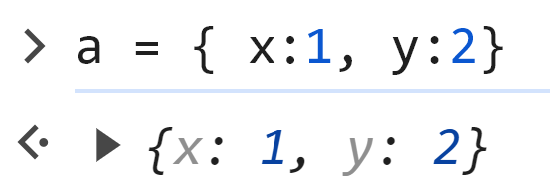 > a = { x:1, y:2}
{x: 1, y: 2}